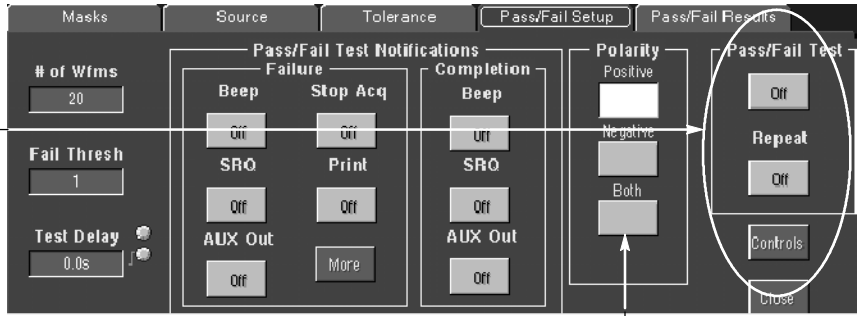 Masks Source Tolerance Pass/Fail Setup Pass/Fail Results
Pass/Fail Test Notifications
Failure
Completion
Polarity
Pass/Fail Test
# of Wfms
20
Fail Thresh
1
Test Delay
0.0s
Beep
Off
Stop Acq
Off
SRQ
Off
Print
Off
AUX Out
Off
More
Beep
Off
SRQ
Off
AUX Out
Off
Positive
Negative
Both
Off
Repeat
Off
Controls
Close